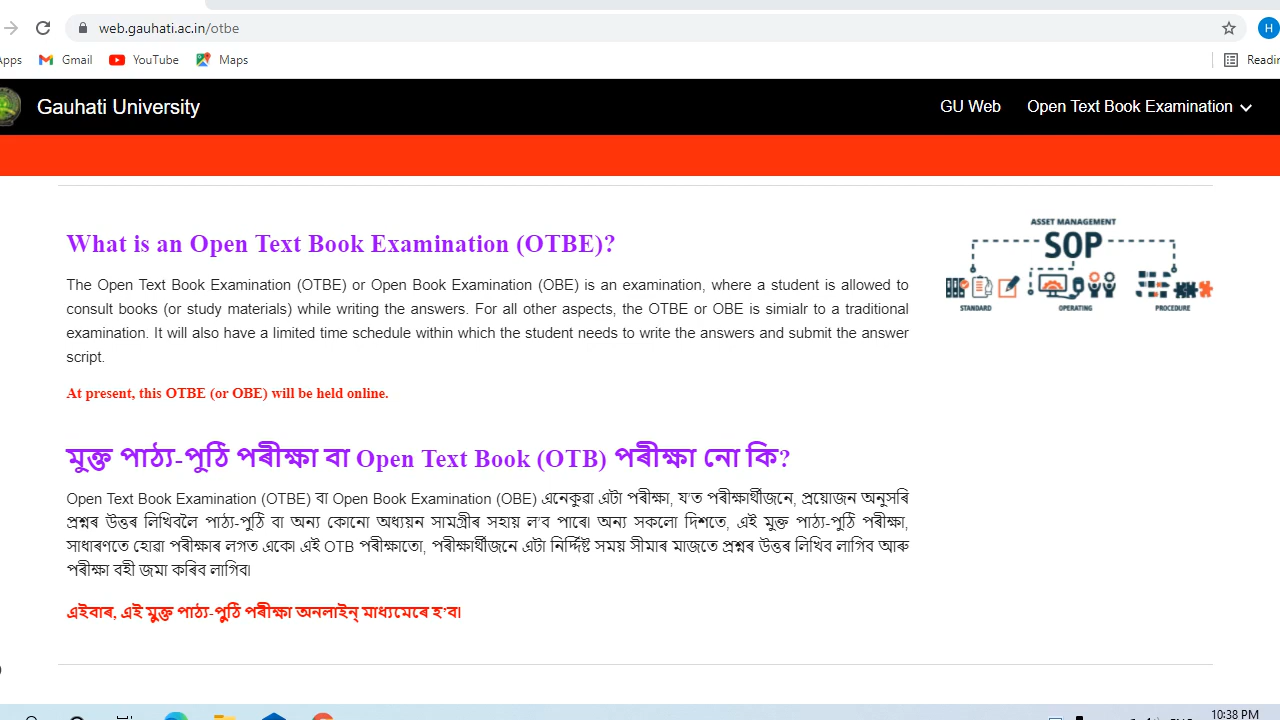 web.gauhati.ac.in/otbe
H
Apps Gmail YouTube Maps
Gauhati University
GU Web Open Text Book Examination
What is an Open Text Book Examination (OTBE)?
The Open Text Book Examination (OTBE) or Open Book Examination (OBE) is an examination, where a student is allowed to
consult books (or study materials) while writing the answers. For all other aspects, the OTBE or OBE is simialr to a traditional
examination. It will also have a limited time schedule within which the student needs to write the answers and submit the answer
script.
At present, this OTBE (or OBE) will be held online.
ASSET MANAGEMENT
SOP
STANDARD OPERATING PROCEDURE
মুক্ত পাঠ্য-পুঠি পৰীক্ষা বা Open Text Book (OTB) পৰীক্ষা নো কি?
Open Text Book Examination (OTBE) বা Open Book Examination (OBE) এনেকুৱা এটা পৰীক্ষা, য'ত পৰীক্ষাৰ্থীজনে, প্ৰয়োজন অনুসৰি
প্ৰশ্নৰ উত্তৰ লিখিবলৈ পাঠ্য-পুঠি বা অন্য কোনো অধ্যয়ন সামগ্ৰীৰ সহায় ল'ব পাৰে। অন্য সকলো দিশতে, এই মুক্ত পাঠ্য-পুঠি পৰীক্ষা,
সাধাৰণতে হোৱা পৰীক্ষাৰ লগত একে। এই OTB পৰীক্ষাতো, পৰীক্ষাৰ্থীজনে এটা নিৰ্দ্দিষ্ট সময় সীমাৰ মাজতে প্ৰশ্নৰ উত্তৰ লিখিব লাগিব আৰু
পৰীক্ষা বহী জমা কৰিব লাগিব।
এইবাৰ, এই মুক্ত পাঠ্য-পুঠি পৰীক্ষা অনলাইন্ মাধ্যমেৰে হ'ব।
10:38 PM